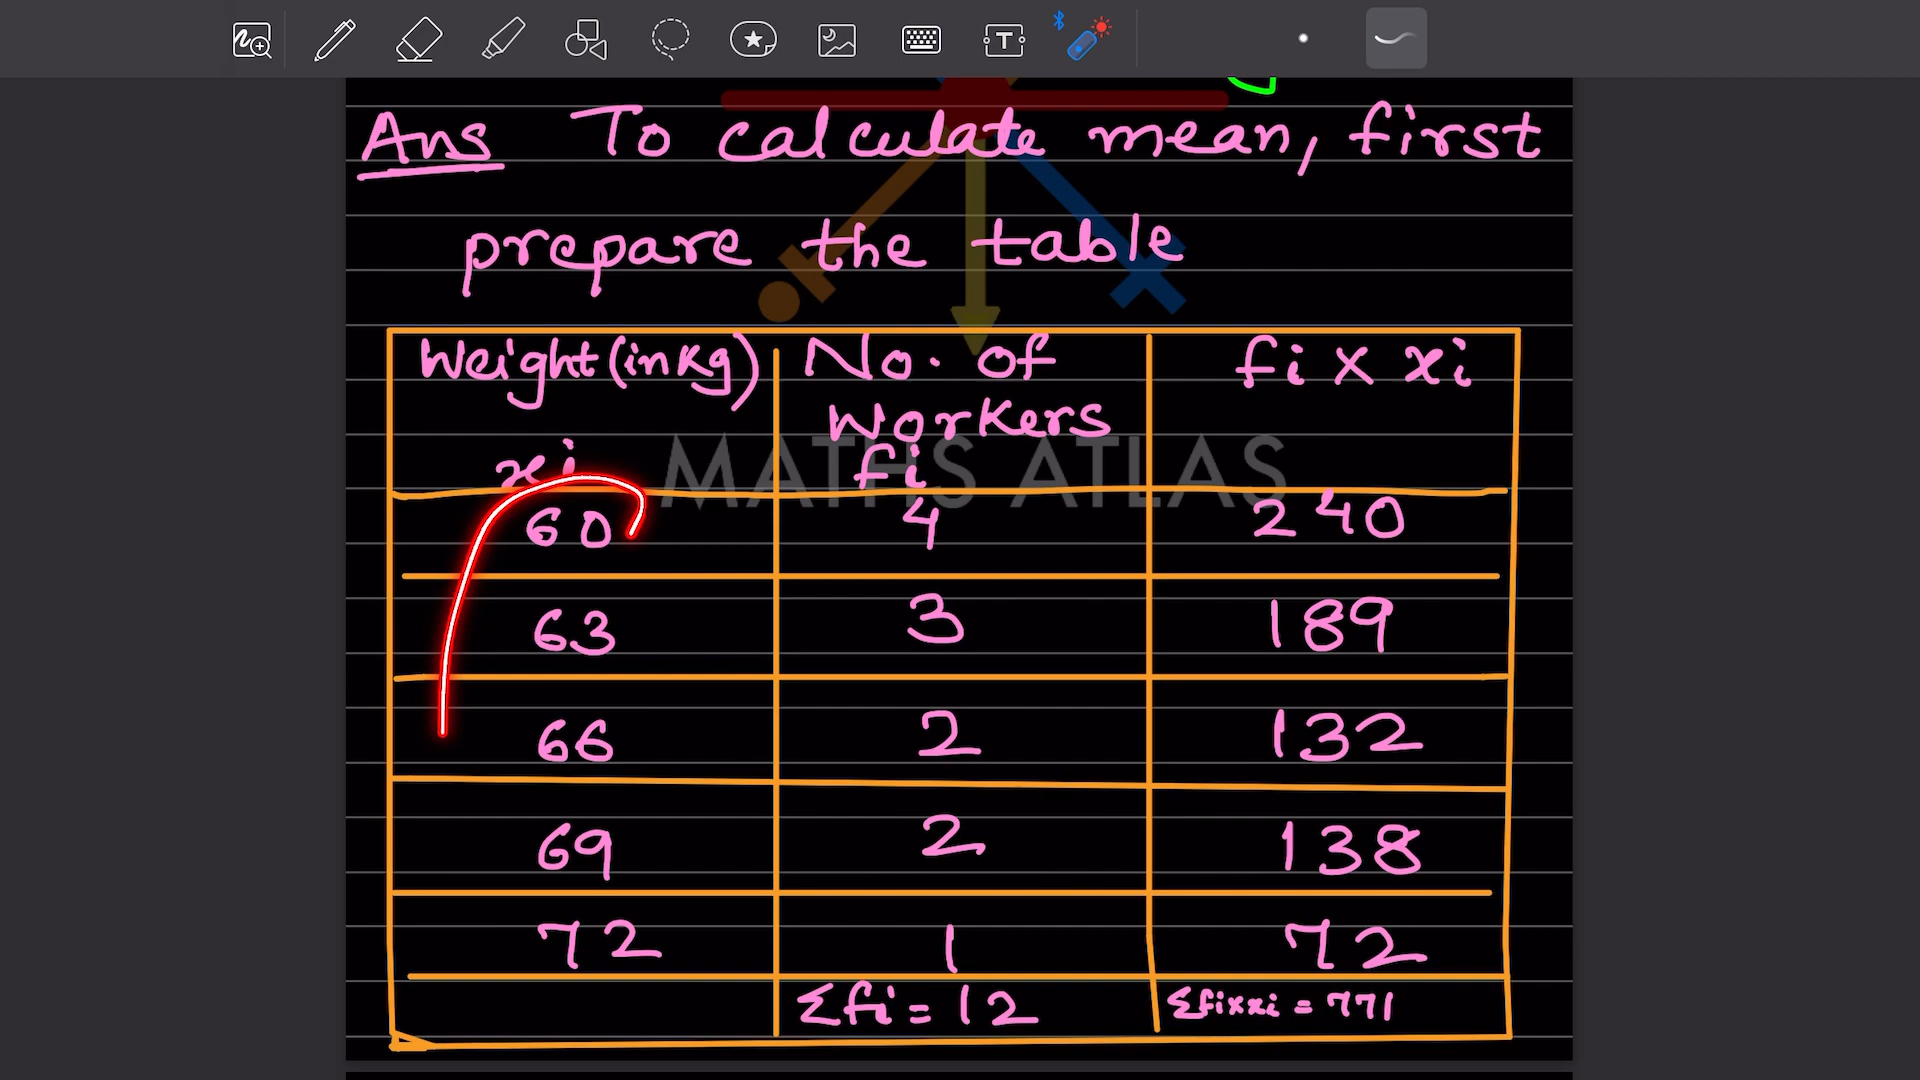 Ans To calculate mean, first
prepare the table
Weight (in Kg) xi | No. of Workers fi | fi × xi
MATHS ATLAS
60 | 4 | 240
63 | 3 | 189
66 | 2 | 132
69 | 2 | 138
72 | 1 | 72
Σfi = 12 | Σfi×xi = 771